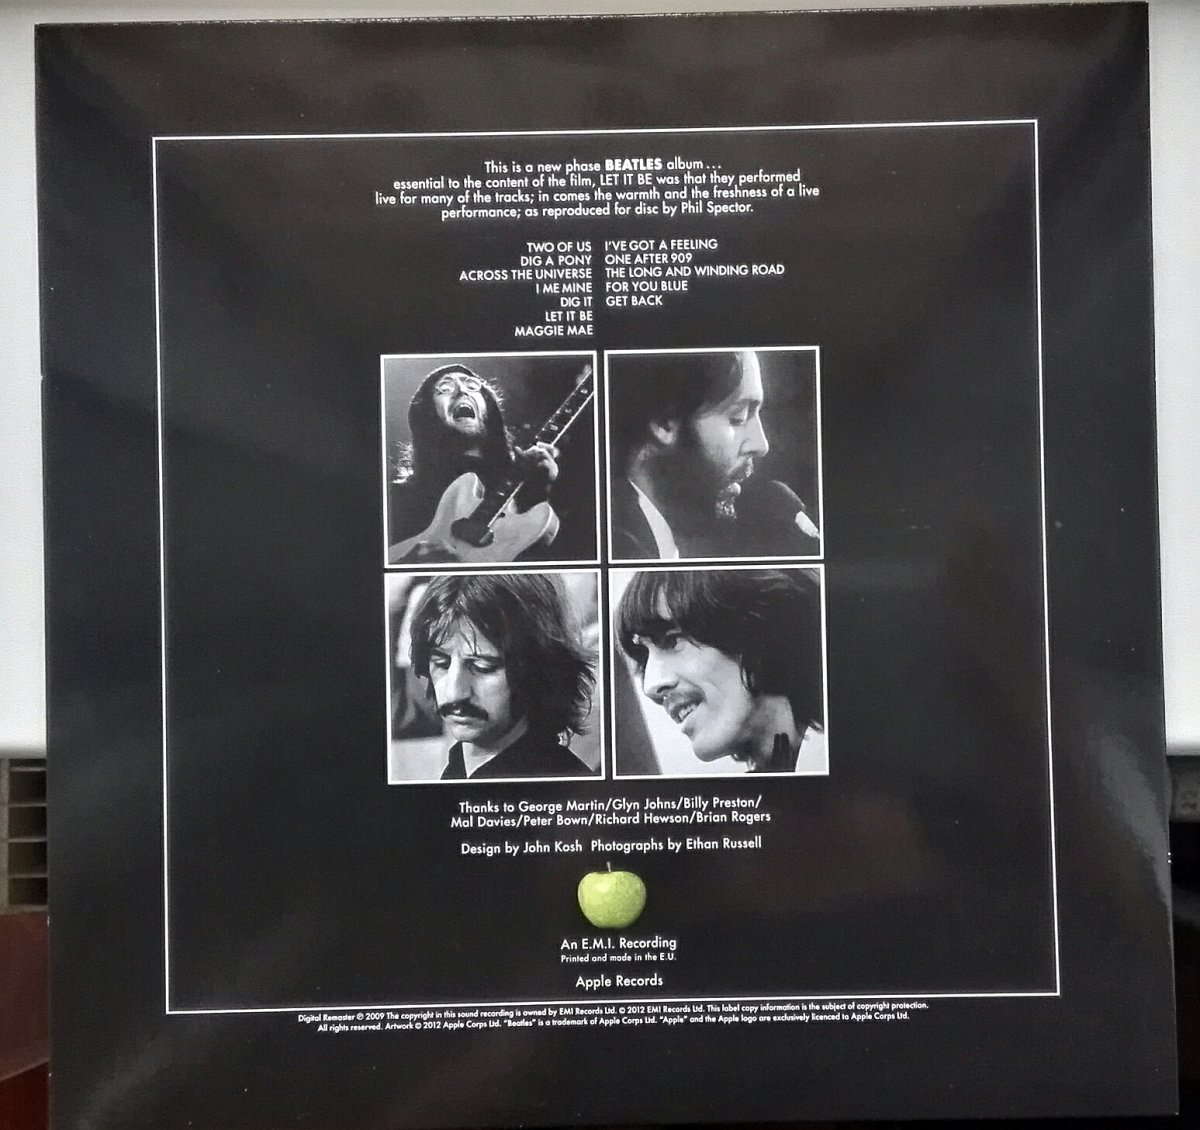 This is a new phase BEATLES album...
essential to the content of the film, LET IT BE was that they performed
live for many of the tracks; in comes the warmth and the freshness of a live
performance; as reproduced for disc by Phil Spector.
TWO OF US
DIG A PONY
ACROSS THE UNIVERSE
I ME MINE
DIG IT
LET IT BE
MAGGIE MAE
I'VE GOT A FEELING
ONE AFTER 909
THE LONG AND WINDING ROAD
FOR YOU BLUE
GET BACK
Thanks to George Martin/Glyn Johns/Billy Preston/
Mal Davies/Peter Bown/Richard Hewson/Brian Rogers
Design by John Kosh Photographs by Ethan Russell
An E.M.I. Recording
Printed and made in the E.U.
Apple Records
Digital Remaster ℗ 2009 The copyright in this sound recording is owned by EMI Records Ltd. © 2012 EMI Records Ltd. This label copy information is the subject of copyright protection.
All rights reserved. Artwork © 2012 Apple Corps Ltd. "Beatles" is a trademark of Apple Corps Ltd. "Apple" and the Apple logo are exclusively licenced to Apple Corps Ltd.